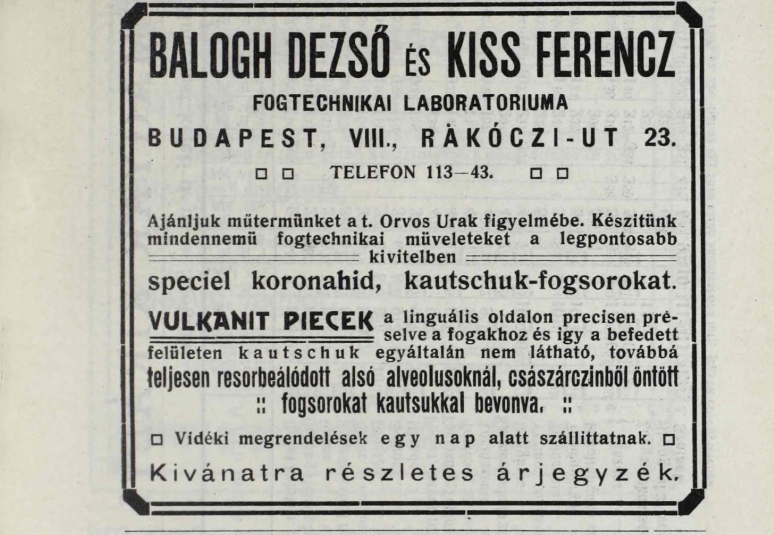 BALOGH DEZSŐ ÉS KISS FERENCZ
FOGTECHNIKAI LABORATORIUMA
BUDAPEST, VIII., RÀKÓCZI-UT 23.
TELEFON 113—43.
Ajánljuk műtermünket a t. Orvos Urak figyelmébe. Készitünk
mindennemü fogtechnikai müveleteket a legpontosabb
kivitelben
speciel koronahid, kautschuk-fogsorokat.
VULKANIT PIECEK a linguális oldalon precisen pré-
selve a fogakhoz és igy a befedett
felületen kautschuk egyáltalán nem látható, továbbá
teljesen resorbeálódott alsó alveolusoknál, császárczinből öntött
:: fogsorokat kautsukkal bevonva. ::
Vidéki megrendelések egy nap alatt szállittatnak.
Kivánatra részletes árjegyzék.